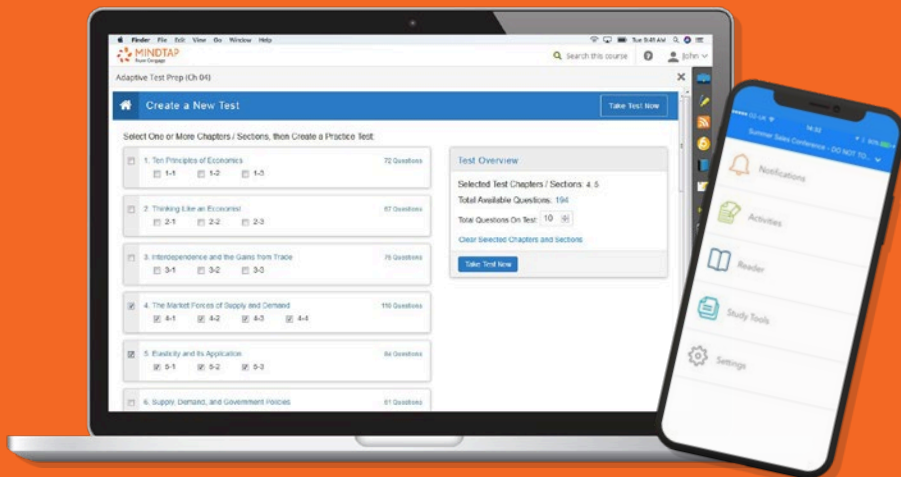 Finder File Edit View Go Window Help
Tue 9:41 AM
MINDTAP
From Cengage
Search this course
John
Adaptive Test Prep (Ch 04)
Create a New Test
Take Test Now
Select One or More Chapters / Sections, then Create a Practice Test:
1. Ten Principles of Economics
72 Questions
1-1 1-2 1-3
2. Thinking Like an Economist
67 Questions
2-1 2-2 2-3
3. Interdependence and the Gains from Trade
76 Questions
3-1 3-2 3-3
4. The Market Forces of Supply and Demand
110 Questions
4-1 4-2 4-3 4-4
5. Elasticity and Its Application
84 Questions
5-1 5-2 5-3
6. Supply, Demand, and Government Policies
61 Questions
Test Overview
Selected Test Chapters / Sections: 4, 5
Total Available Questions: 194
Total Questions On Test: 10
Clear Selected Chapters and Sections
Take Test Now
O2-UK
14:32
80%
Summer Sales Conference - DO NOT TO...
Notifications
Activities
Reader
Study Tools
Settings